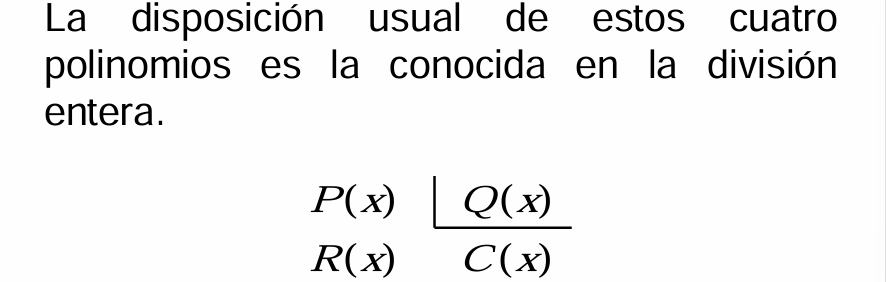 La disposición usual de estos cuatro
polinomios es la conocida en la división
entera.
P(x) Q(x)
R(x) C(x)